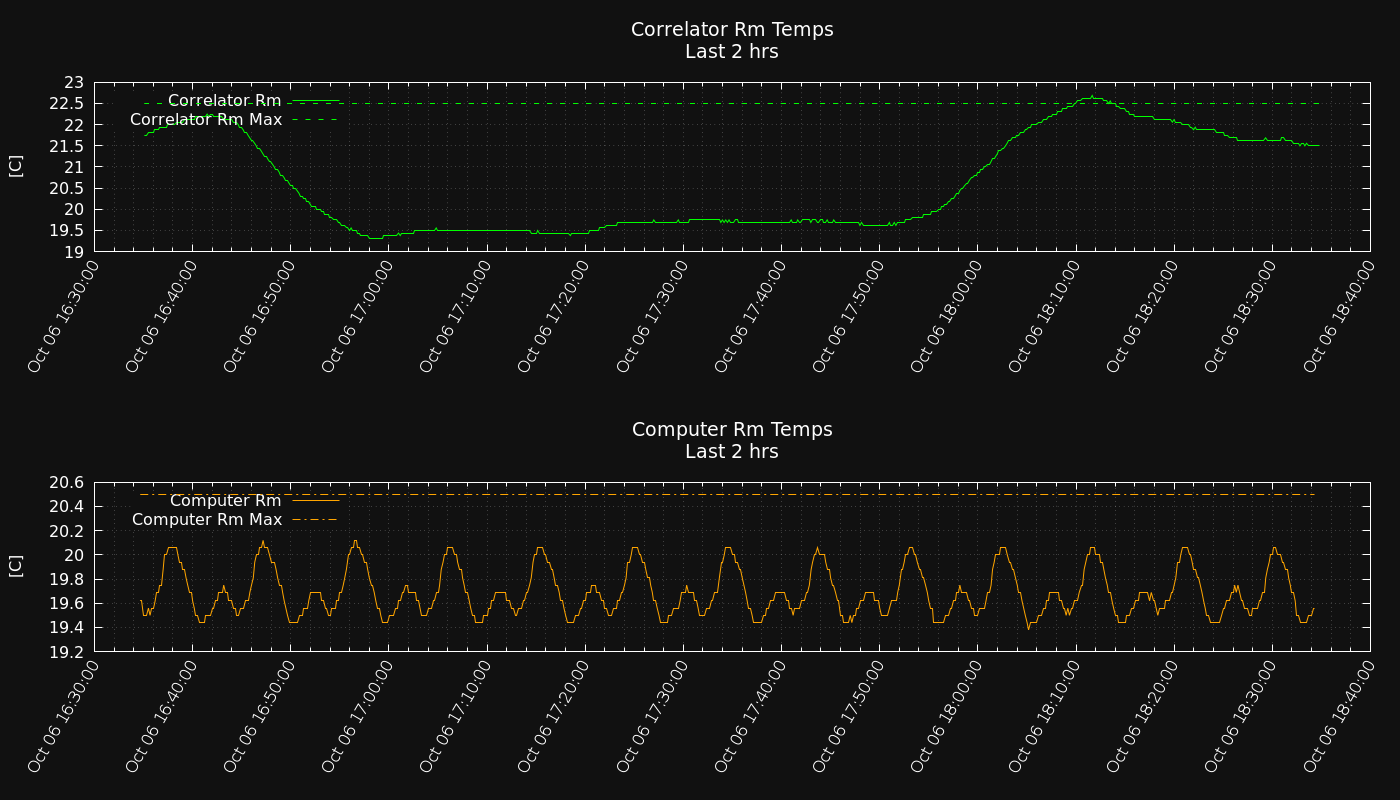 Correlator Rm Temps
Last 2 hrs
23
22.5
22
21.5
21
20.5
20
19.5
19
[C]
Correlator Rm
Correlator Rm Max
Oct 06 16:30:00
Oct 06 16:40:00
Oct 06 16:50:00
Oct 06 17:00:00
Oct 06 17:10:00
Oct 06 17:20:00
Oct 06 17:30:00
Oct 06 17:40:00
Oct 06 17:50:00
Oct 06 18:00:00
Oct 06 18:10:00
Oct 06 18:20:00
Oct 06 18:30:00
Oct 06 18:40:00
Computer Rm Temps
Last 2 hrs
20.6
20.4
20.2
20
19.8
19.6
19.4
19.2
[C]
Computer Rm
Computer Rm Max
Oct 06 16:30:00
Oct 06 16:40:00
Oct 06 16:50:00
Oct 06 17:00:00
Oct 06 17:10:00
Oct 06 17:20:00
Oct 06 17:30:00
Oct 06 17:40:00
Oct 06 17:50:00
Oct 06 18:00:00
Oct 06 18:10:00
Oct 06 18:20:00
Oct 06 18:30:00
Oct 06 18:40:00